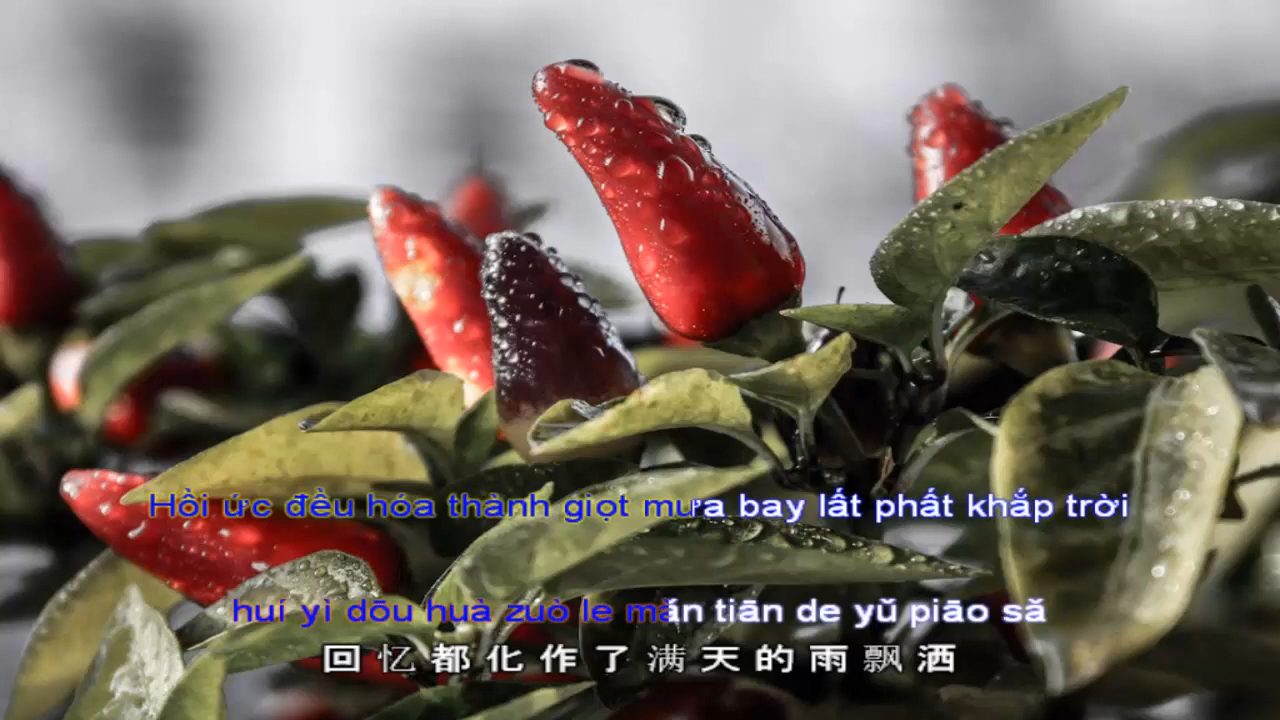 Hồi ức đều hóa thành giọt mưa bay lất phất khắp trời
huí yì dōu huà zuò le mǎn tiān de yǔ piāo sǎ
回忆都化作了满天的雨飘洒